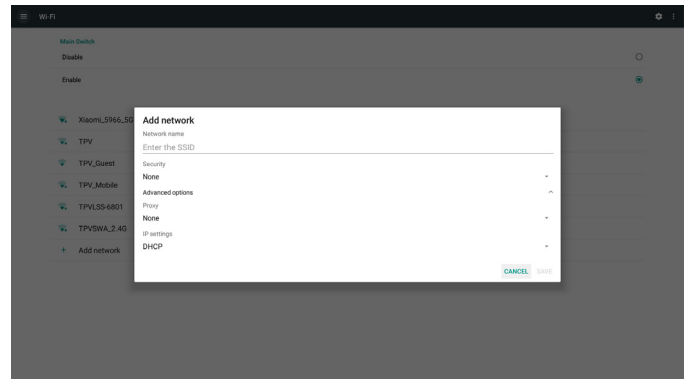 Wi-Fi
Main Switch
Disable
Enable
Xiaomi_5966_5G
TPV
TPV_Guest
TPV_Mobile
TPVLSS-6801
TPVSWA_2.4G
+ Add network
Add network
Network name
Enter the SSID
Security
None
Advanced options
Proxy
None
IP settings
DHCP
CANCEL SAVE